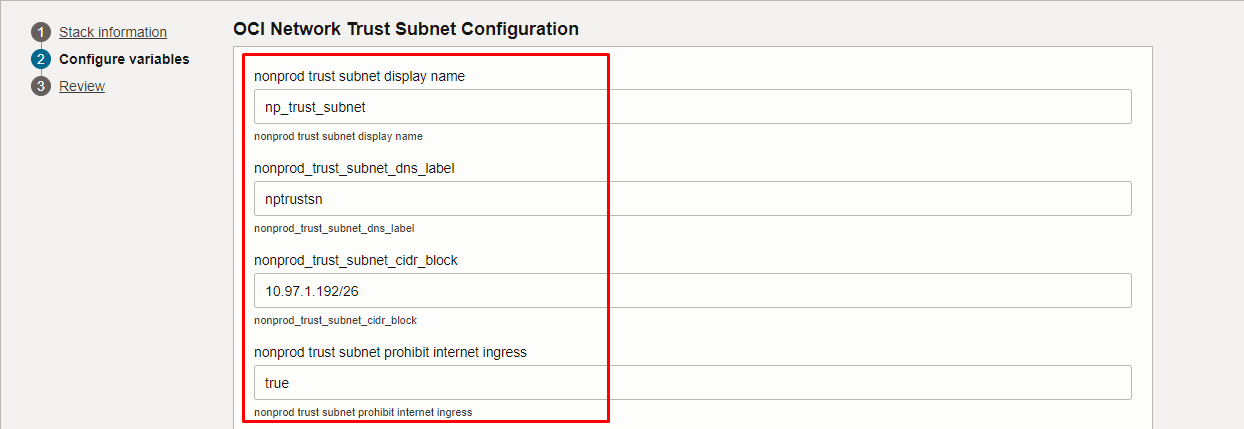 1 Stack information
2 Configure variables
3 Review
OCI Network Trust Subnet Configuration
nonprod trust subnet display name
np_trust_subnet
nonprod trust subnet display name
nonprod_trust_subnet_dns_label
nptrustsn
nonprod_trust_subnet_dns_label
nonprod_trust_subnet_cidr_block
10.97.1.192/26
nonprod_trust_subnet_cidr_block
nonprod trust subnet prohibit internet ingress
true
nonprod trust subnet prohibit internet ingress